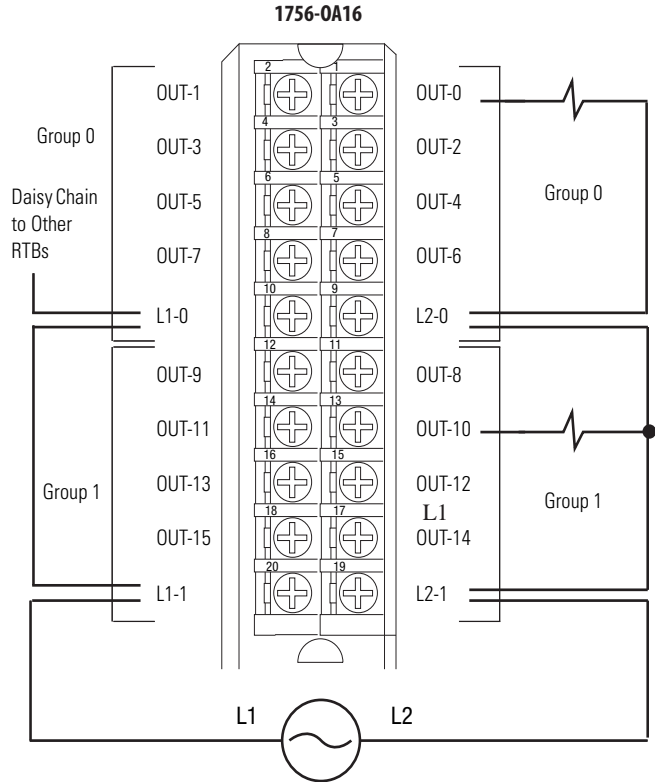 1756-OA16
2 1
OUT-1 OUT-0
4 3
Group 0 OUT-3 OUT-2
6 5
Daisy Chain
to Other
RTBs
OUT-5 OUT-4 Group 0
8 7
OUT-7 OUT-6
10 9
L1-0 L2-0
12 11
OUT-9 OUT-8
14 13
OUT-11 OUT-10
16 15
Group 1 OUT-13 OUT-12 Group 1
18 17
L1
OUT-15 OUT-14
20 19
L1-1 L2-1
L1 L2